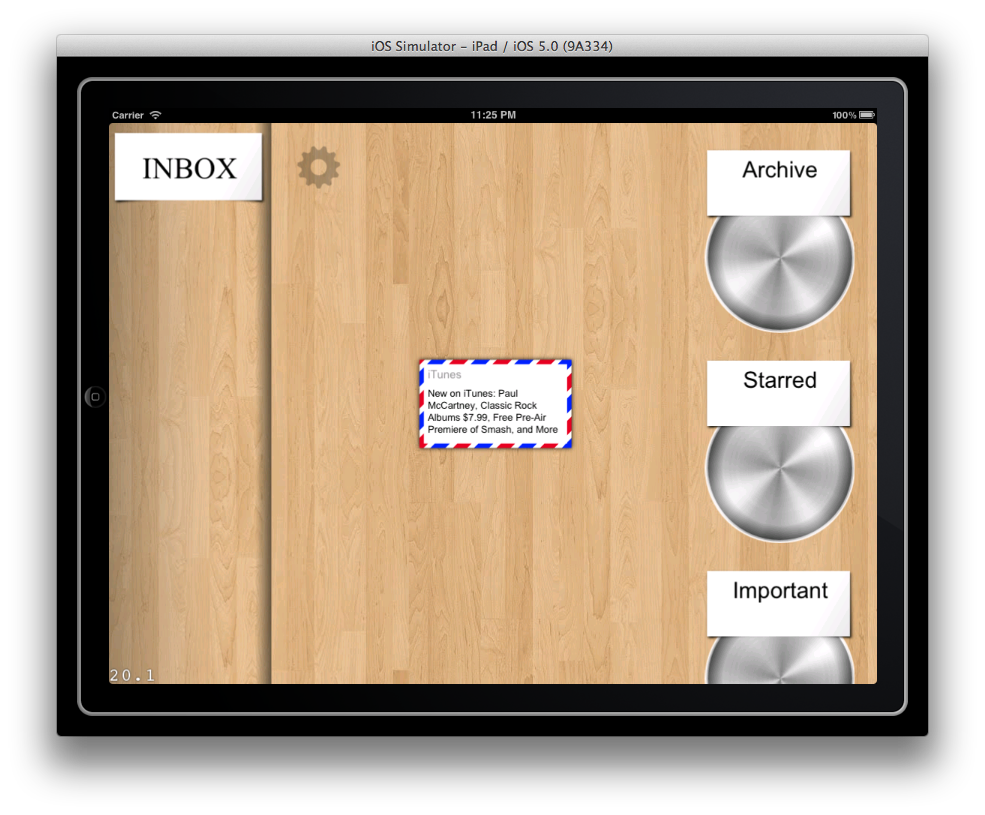 iOS Simulator – iPad / iOS 5.0 (9A334)
Carrier 11:25 PM 100%
INBOX
Archive
Starred
iTunes
New on iTunes: Paul
McCartney, Classic Rock
Albums $7.99, Free Pre-Air
Premiere of Smash, and More
Important
20.1